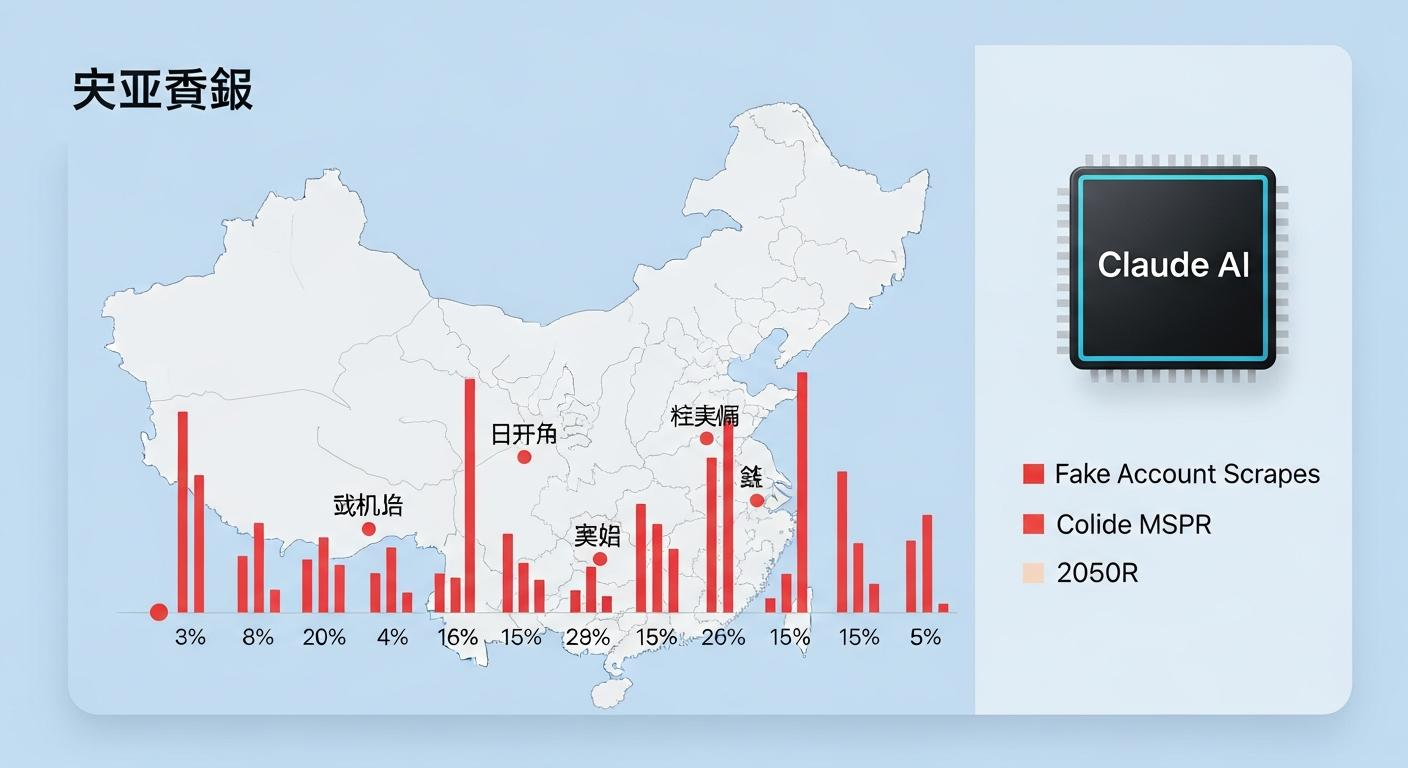 日开角
Claude AI
Fake Account Scrapes
Colide MSPR
2050R
3% 8% 20% 4% 16% 15% 28% 15% 26% 15% 15% 5%